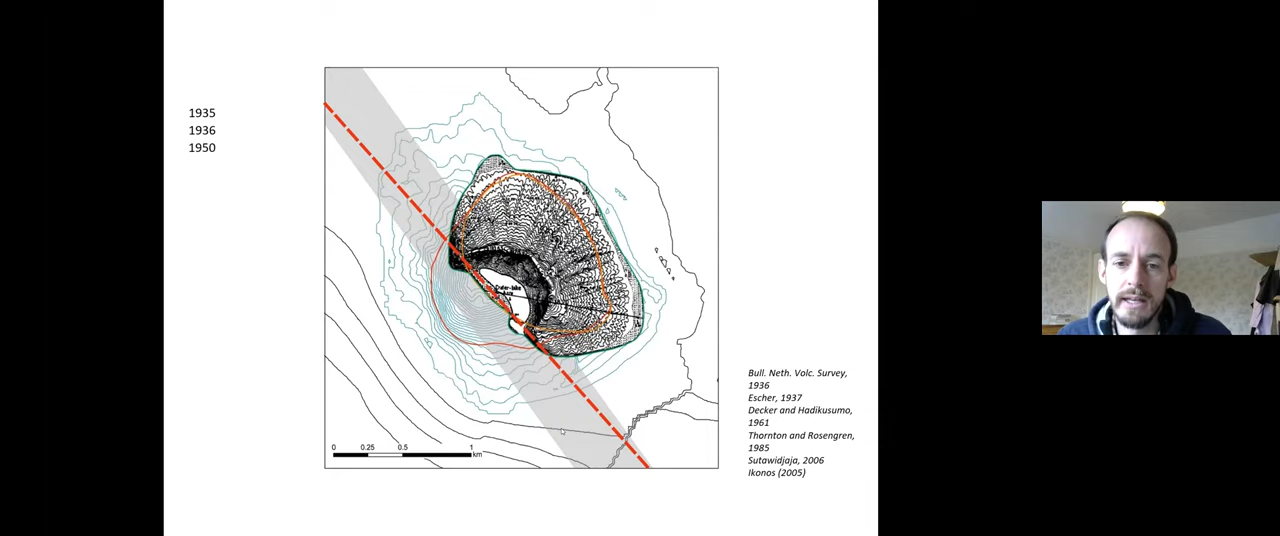 1935
1936
1950
Crater-lake
0 0.25 0.5 1
km
Bull. Neth. Volc. Survey,
1936
Escher, 1937
Decker and Hadikusumo,
1961
Thornton and Rosengren,
1985
Sutawidjaja, 2006
Ikonos (2005)